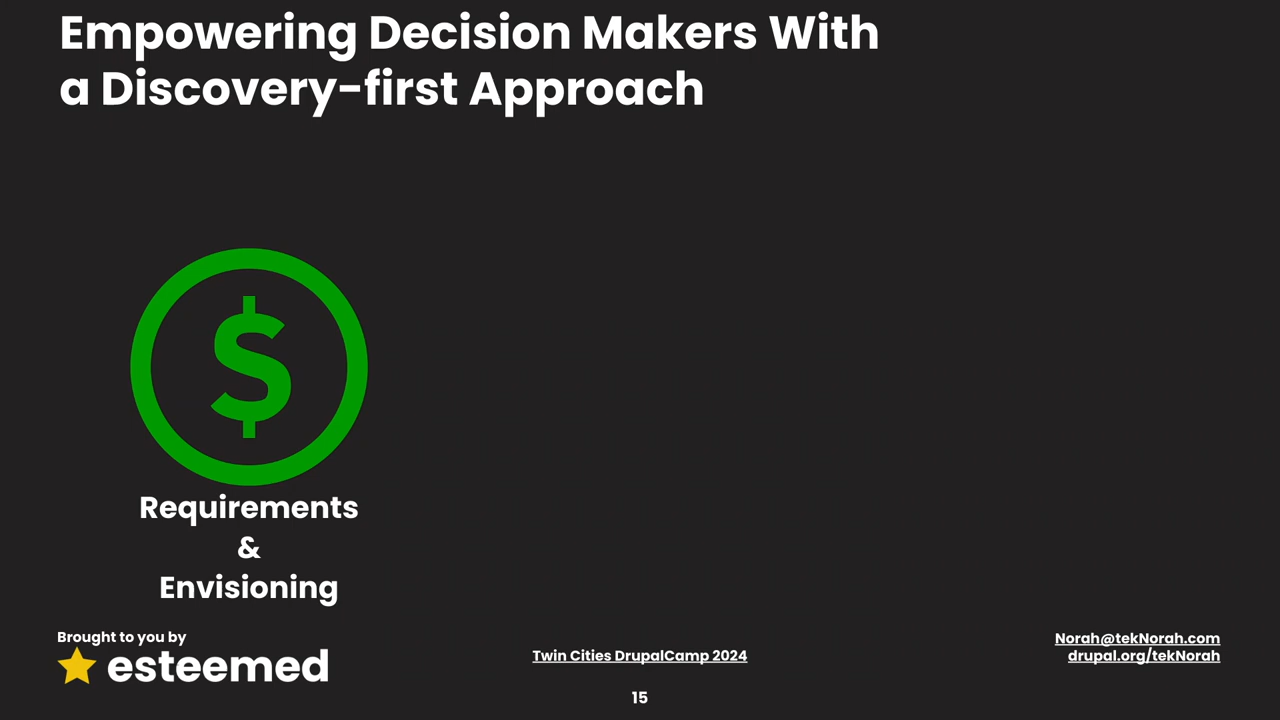 Empowering Decision Makers With
a Discovery-first Approach
$
Requirements
&
Envisioning
Brought to you by
esteemed
Twin Cities DrupalCamp 2024
Norah@tekNorah.com
drupal.org/tekNorah
15